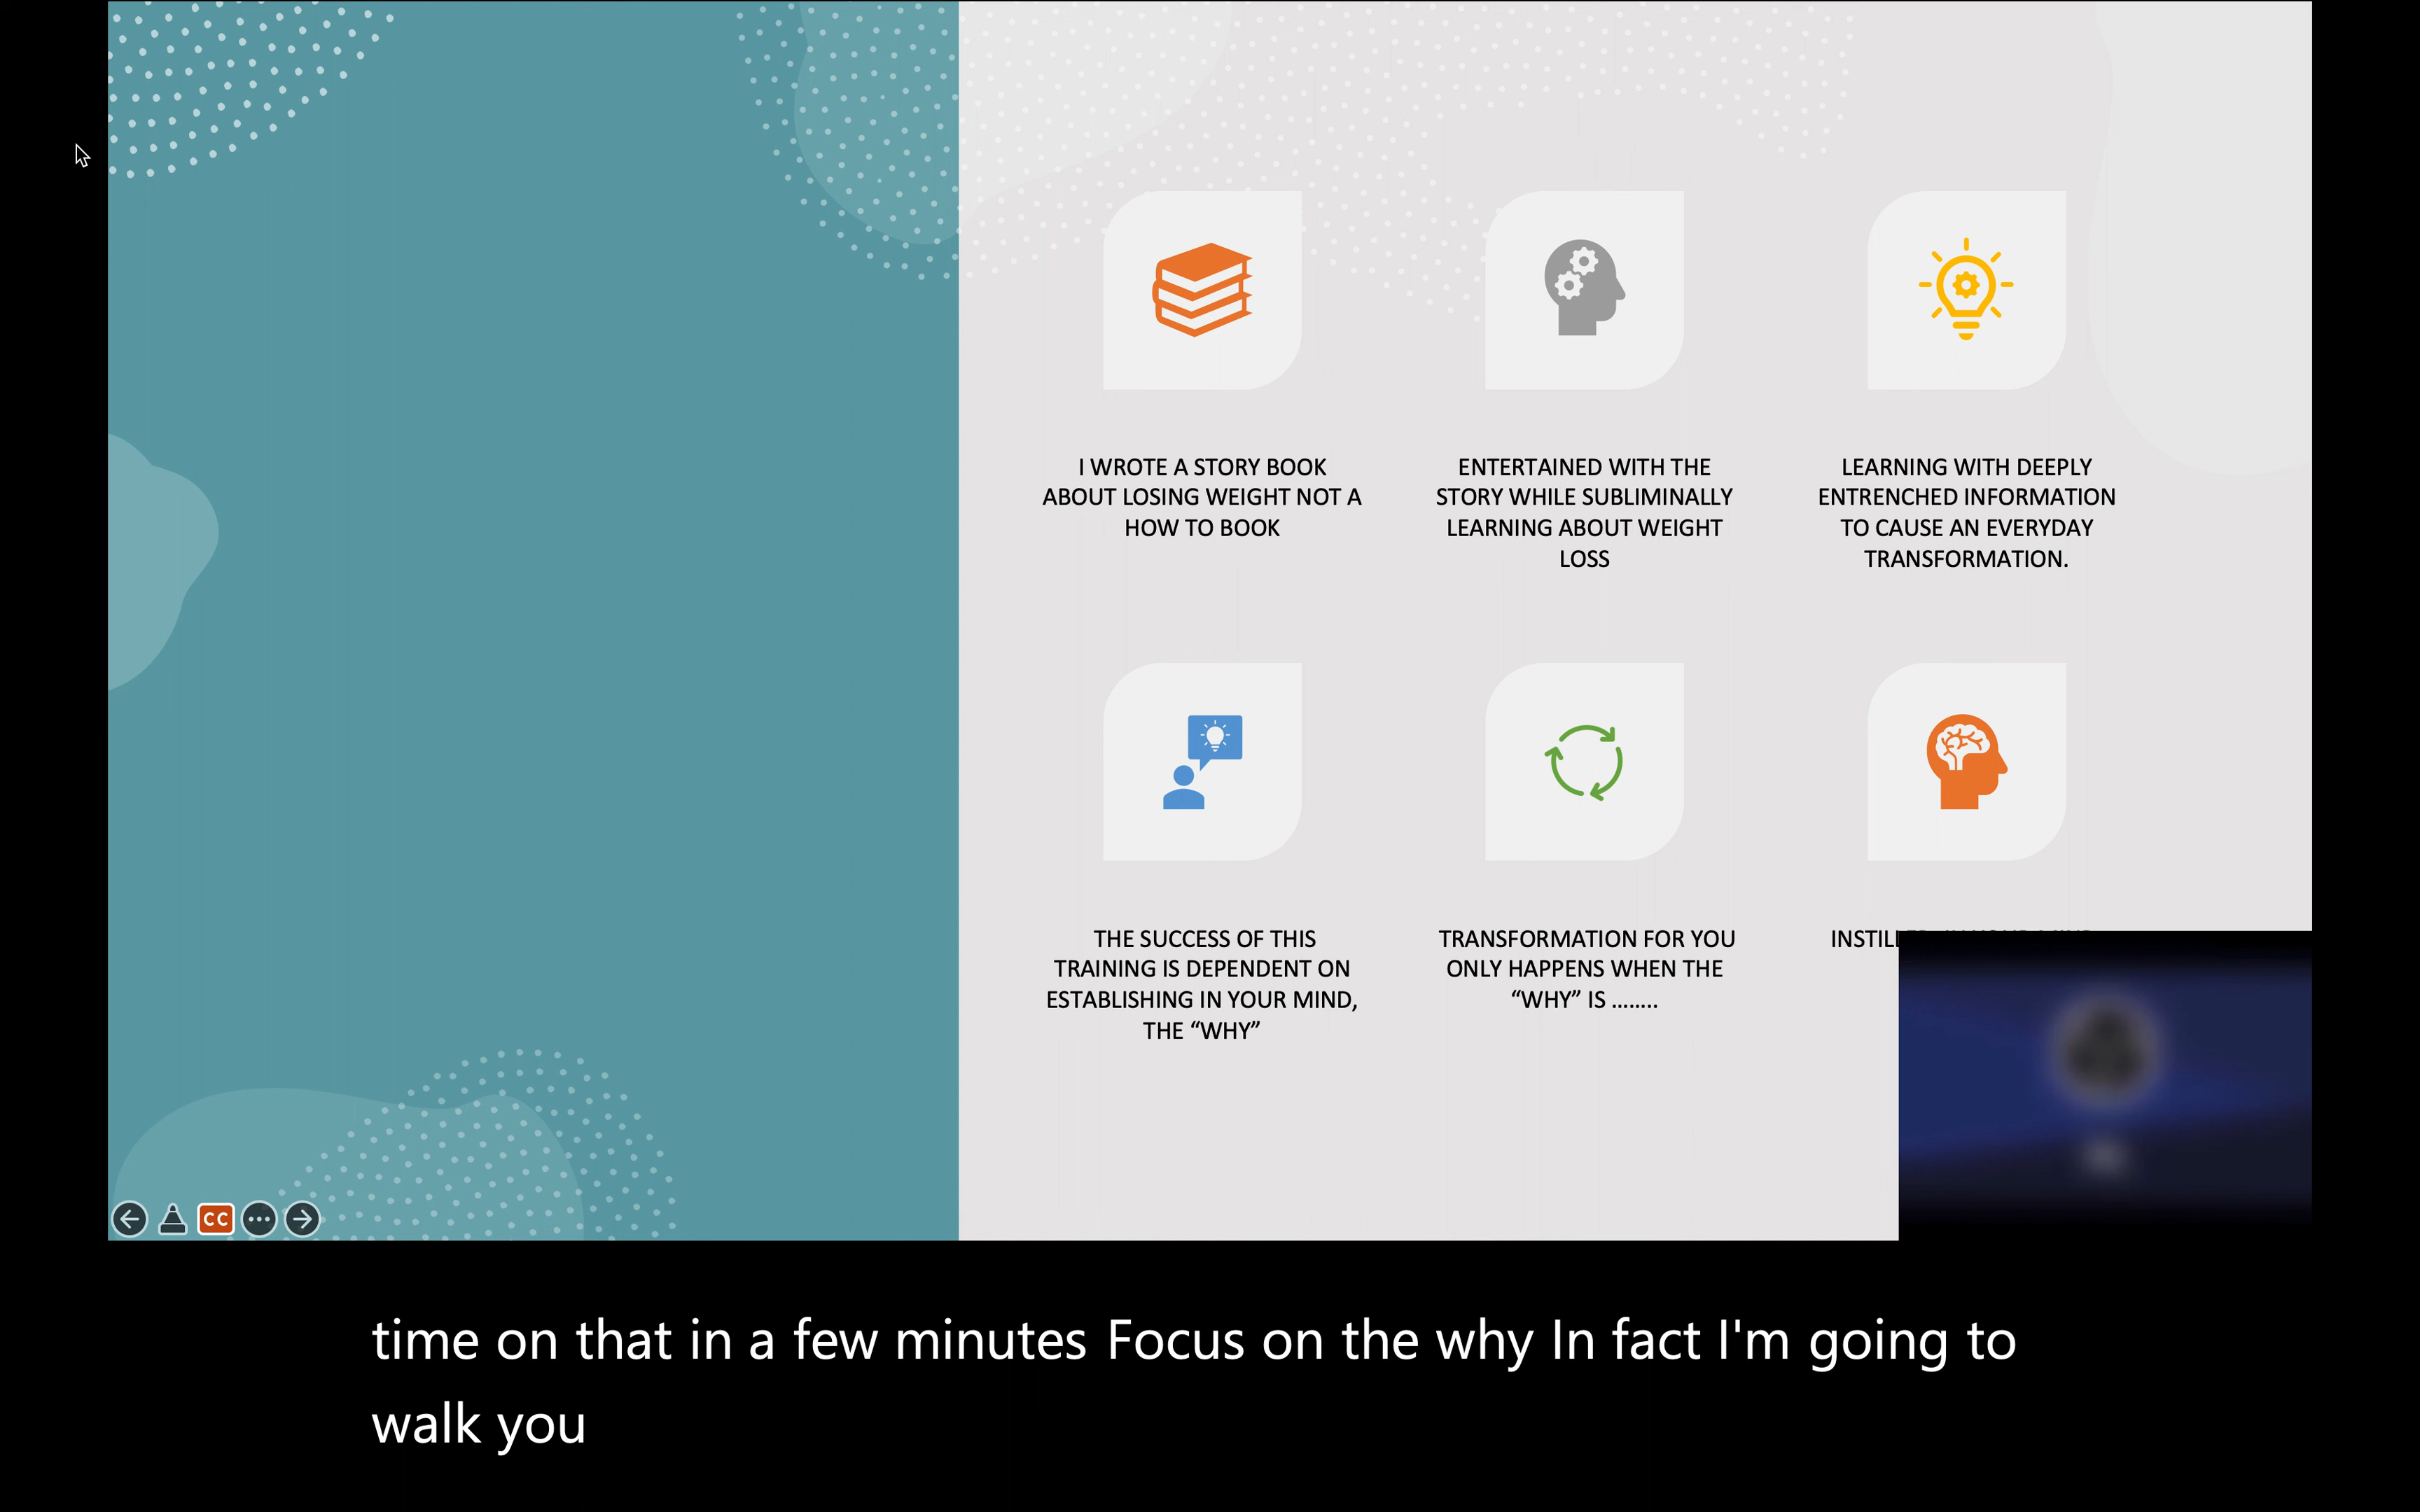 I WROTE A STORY BOOK
ABOUT LOSING WEIGHT NOT A
HOW TO BOOK
ENTERTAINED WITH THE
STORY WHILE SUBLIMINALLY
LEARNING ABOUT WEIGHT
LOSS
LEARNING WITH DEEPLY
ENTRENCHED INFORMATION
TO CAUSE AN EVERYDAY
TRANSFORMATION.
THE SUCCESS OF THIS
TRAINING IS DEPENDENT ON
ESTABLISHING IN YOUR MIND,
THE “WHY”
TRANSFORMATION FOR YOU
ONLY HAPPENS WHEN THE
“WHY” IS ........
CC
time on that in a few minutes Focus on the why In fact I'm going to
walk you